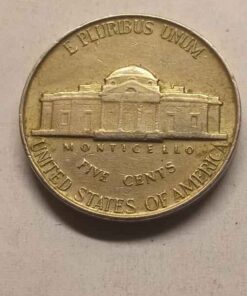 E PLURIBUS UNUM
MONTICELLO
FIVE CENTS
UNITED STATES OF AMERICA